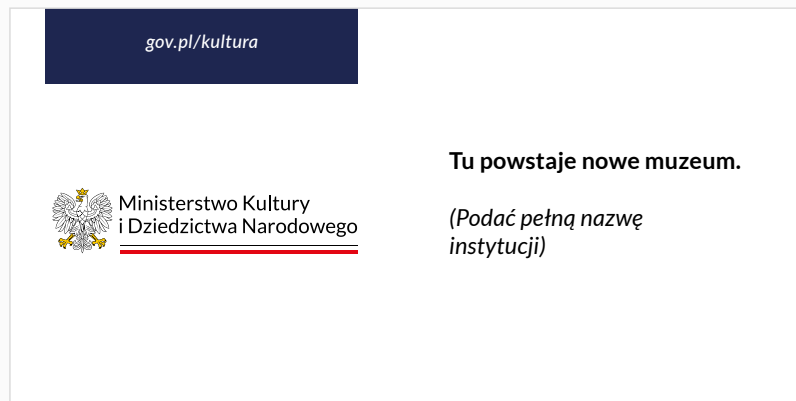 gov.pl/kultura
Ministerstwo Kultury
i Dziedzictwa Narodowego
Tu powstaje nowe muzeum.
(Podać pełną nazwę
instytucji)